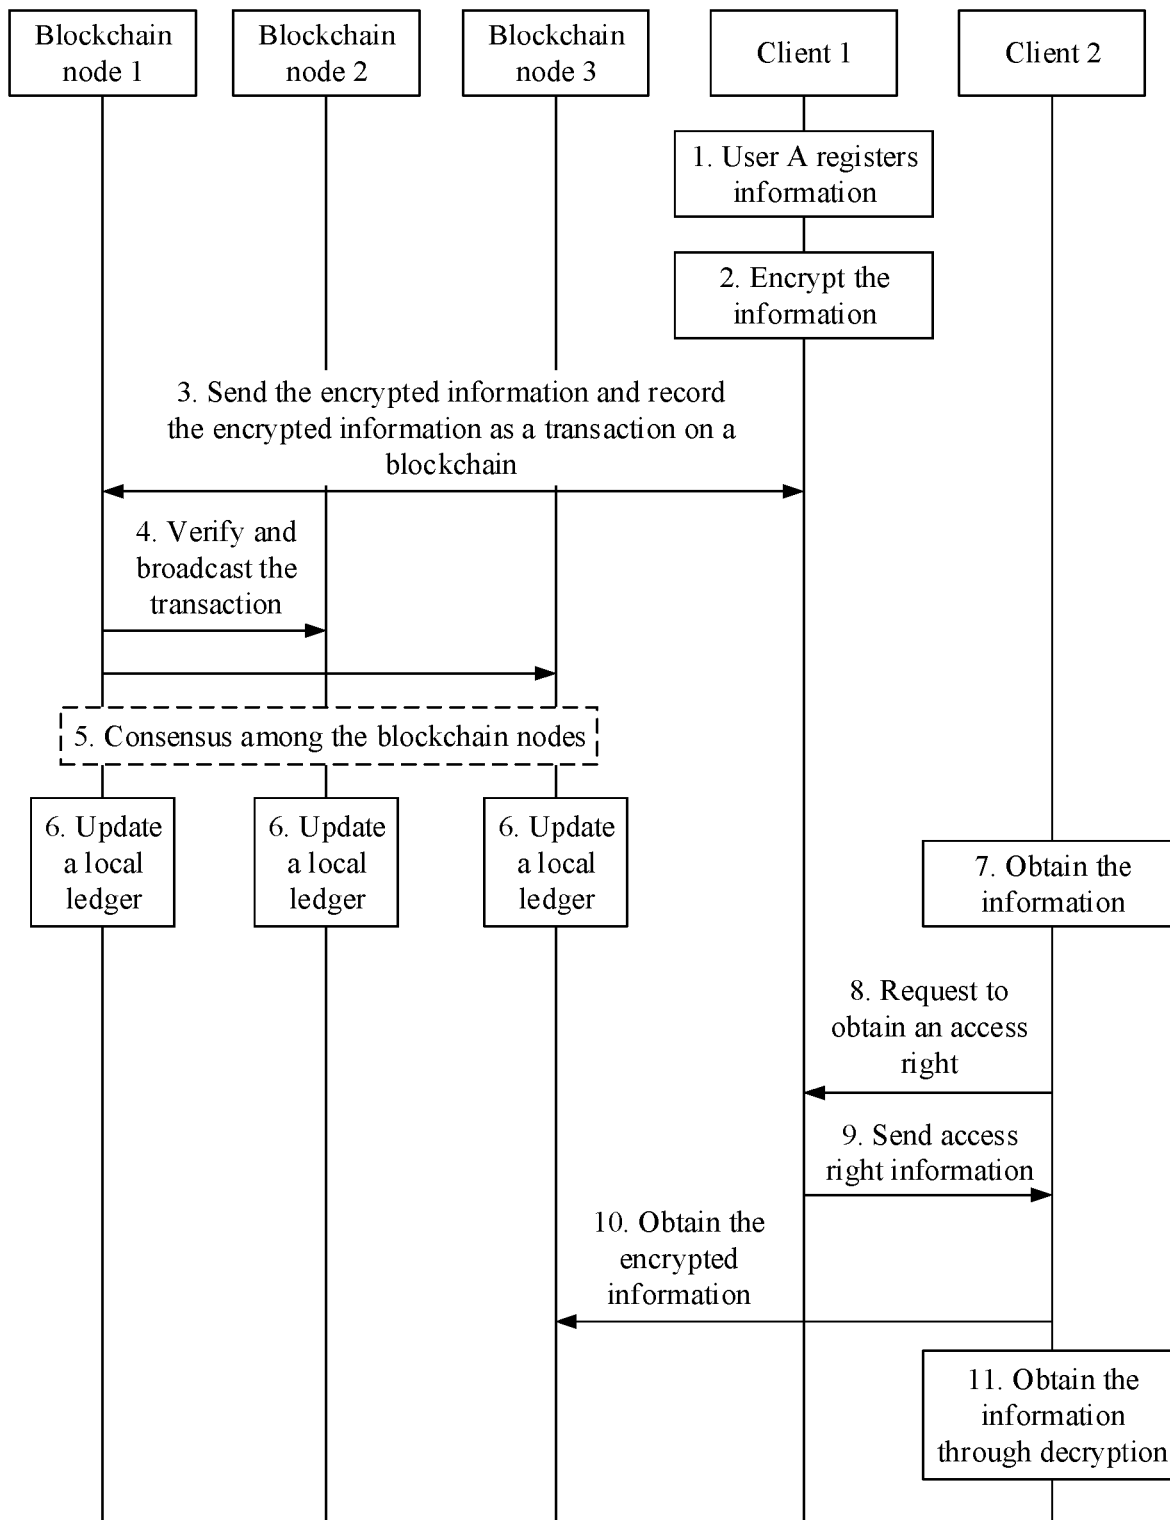 Blockchain
node 1
Blockchain
node 2
Blockchain
node 3
Client 1
Client 2
1. User A registers
information
2. Encrypt the
information
3. Send the encrypted information and record
the encrypted information as a transaction on a
blockchain
4. Verify and
broadcast the
transaction
5. Consensus among the blockchain nodes
6. Update
a local
ledger
6. Update
a local
ledger
6. Update
a local
ledger
7. Obtain the
information
8. Request to
obtain an access
right
9. Send access
right information
10. Obtain the
encrypted
information
11. Obtain the
information
through decryption